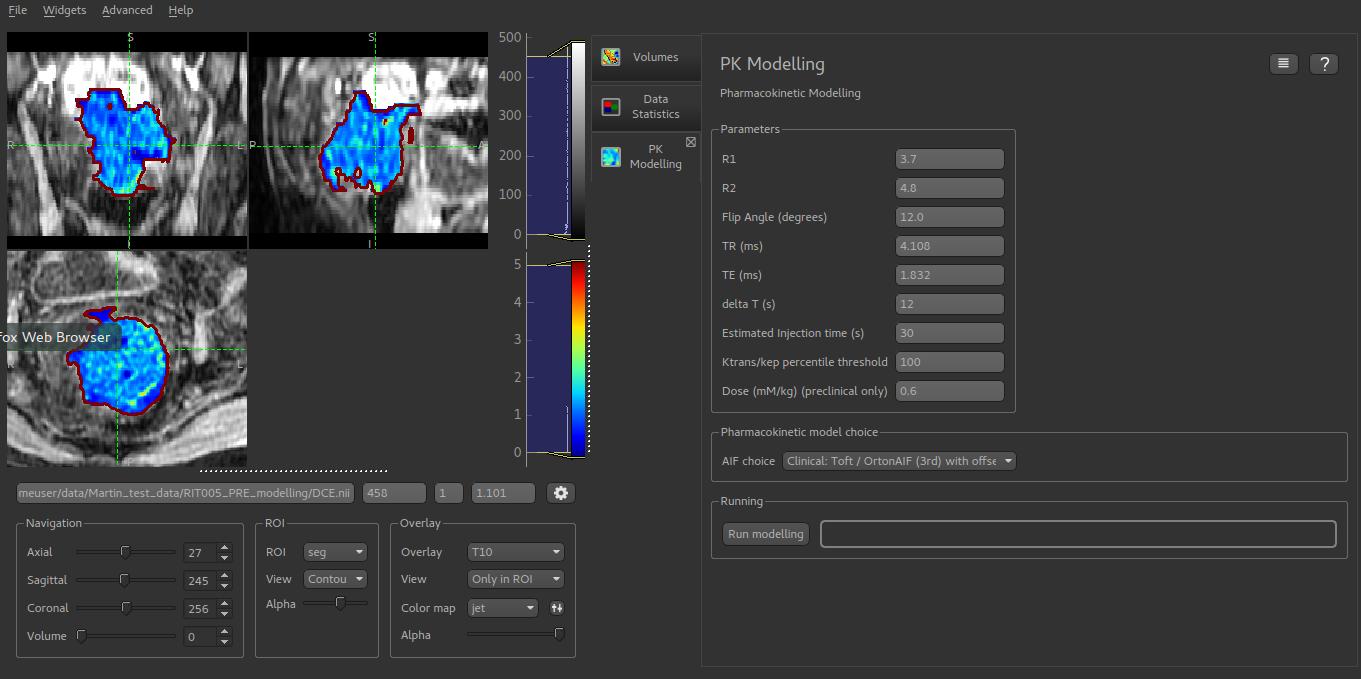 File Widgets Advanced Help
S
R
L
S
P
A
I
I
R
L
fox Web Browser
500
400
300
200
100
0
5
4
3
2
1
0
meuser/data/Martin_test_data/RIT005_PRE_modelling/DCE.nii 458 1 1.101
Navigation
Axial 27
Sagittal 245
Coronal 256
Volume 0
ROI
ROI seg
View Contou
Alpha
Overlay
Overlay T10
View Only in ROI
Color map jet
Alpha
Volumes
Data
Statistics
PK
Modelling
PK Modelling
?
Pharmacokinetic Modelling
Parameters
R1 3.7
R2 4.8
Flip Angle (degrees) 12.0
TR (ms) 4.108
TE (ms) 1.832
delta T (s) 12
Estimated Injection time (s) 30
Ktrans/kep percentile threshold 100
Dose (mM/kg) (preclinical only) 0.6
Pharmacokinetic model choice
AIF choice Clinical: Toft / OrtonAIF (3rd) with offse
Running
Run modelling